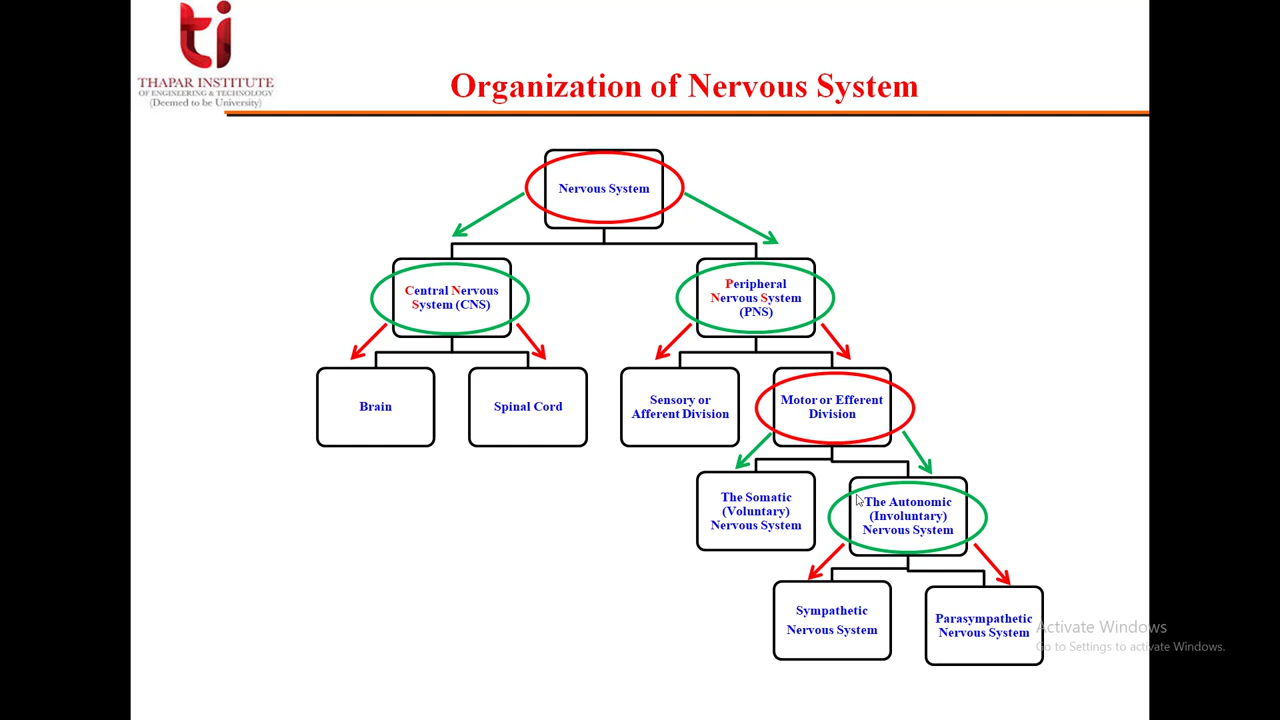 ti
THAPAR INSTITUTE
OF ENGINEERING & TECHNOLOGY
(Deemed to be University)
Organization of Nervous System
Nervous System
Central Nervous
System (CNS)
Peripheral
Nervous System
(PNS)
Brain
Spinal Cord
Sensory or
Afferent Division
Motor or Efferent
Division
The Somatic
(Voluntary)
Nervous System
The Autonomic
(Involuntary)
Nervous System
Sympathetic
Nervous System
Parasympathetic
Nervous System
Activate Windows
Go to Settings to activate Windows.